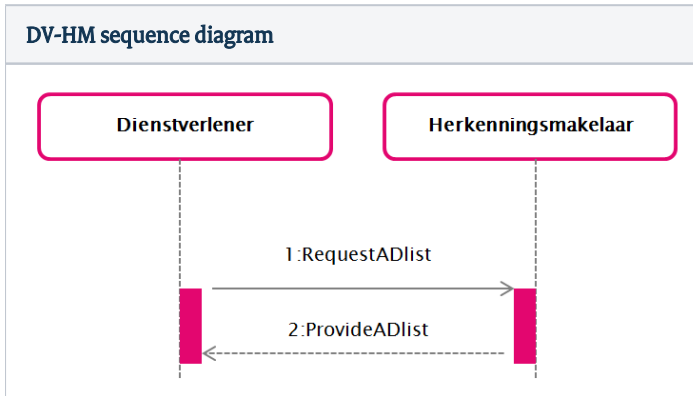 DV-HM sequence diagram
Dienstverlener
Herkenningsmakelaar
1:RequestADlist
2:ProvideADlist